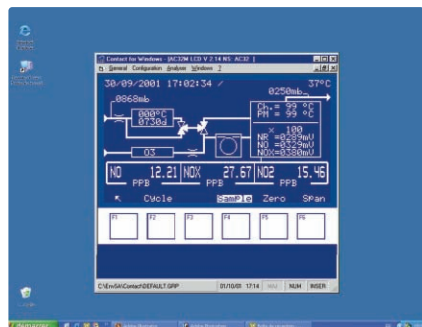 Contact for Windows - [AC32M LCD V 2.14 NS: AC32 ]
General Configuration Analyser Windows ?
30/09/2001 17:02:34 / 37°C
0250mb
0868mb
Ch.= 99 °C
PM = 99 °C
000°C
0730d
× 100
NR =0289mV
NO =0329mV
NOX=0380mV
O3
NO 12.21 NOX 27.67 NO2 15.46
PPB PPB PPB
Cycle Sample Zero Span
F1 F2 F3 F4 F5 F6
C:\EnvSA\Contact\DEFAULT.GRP 01/10/01 17:14 NUM INSER
démarrer